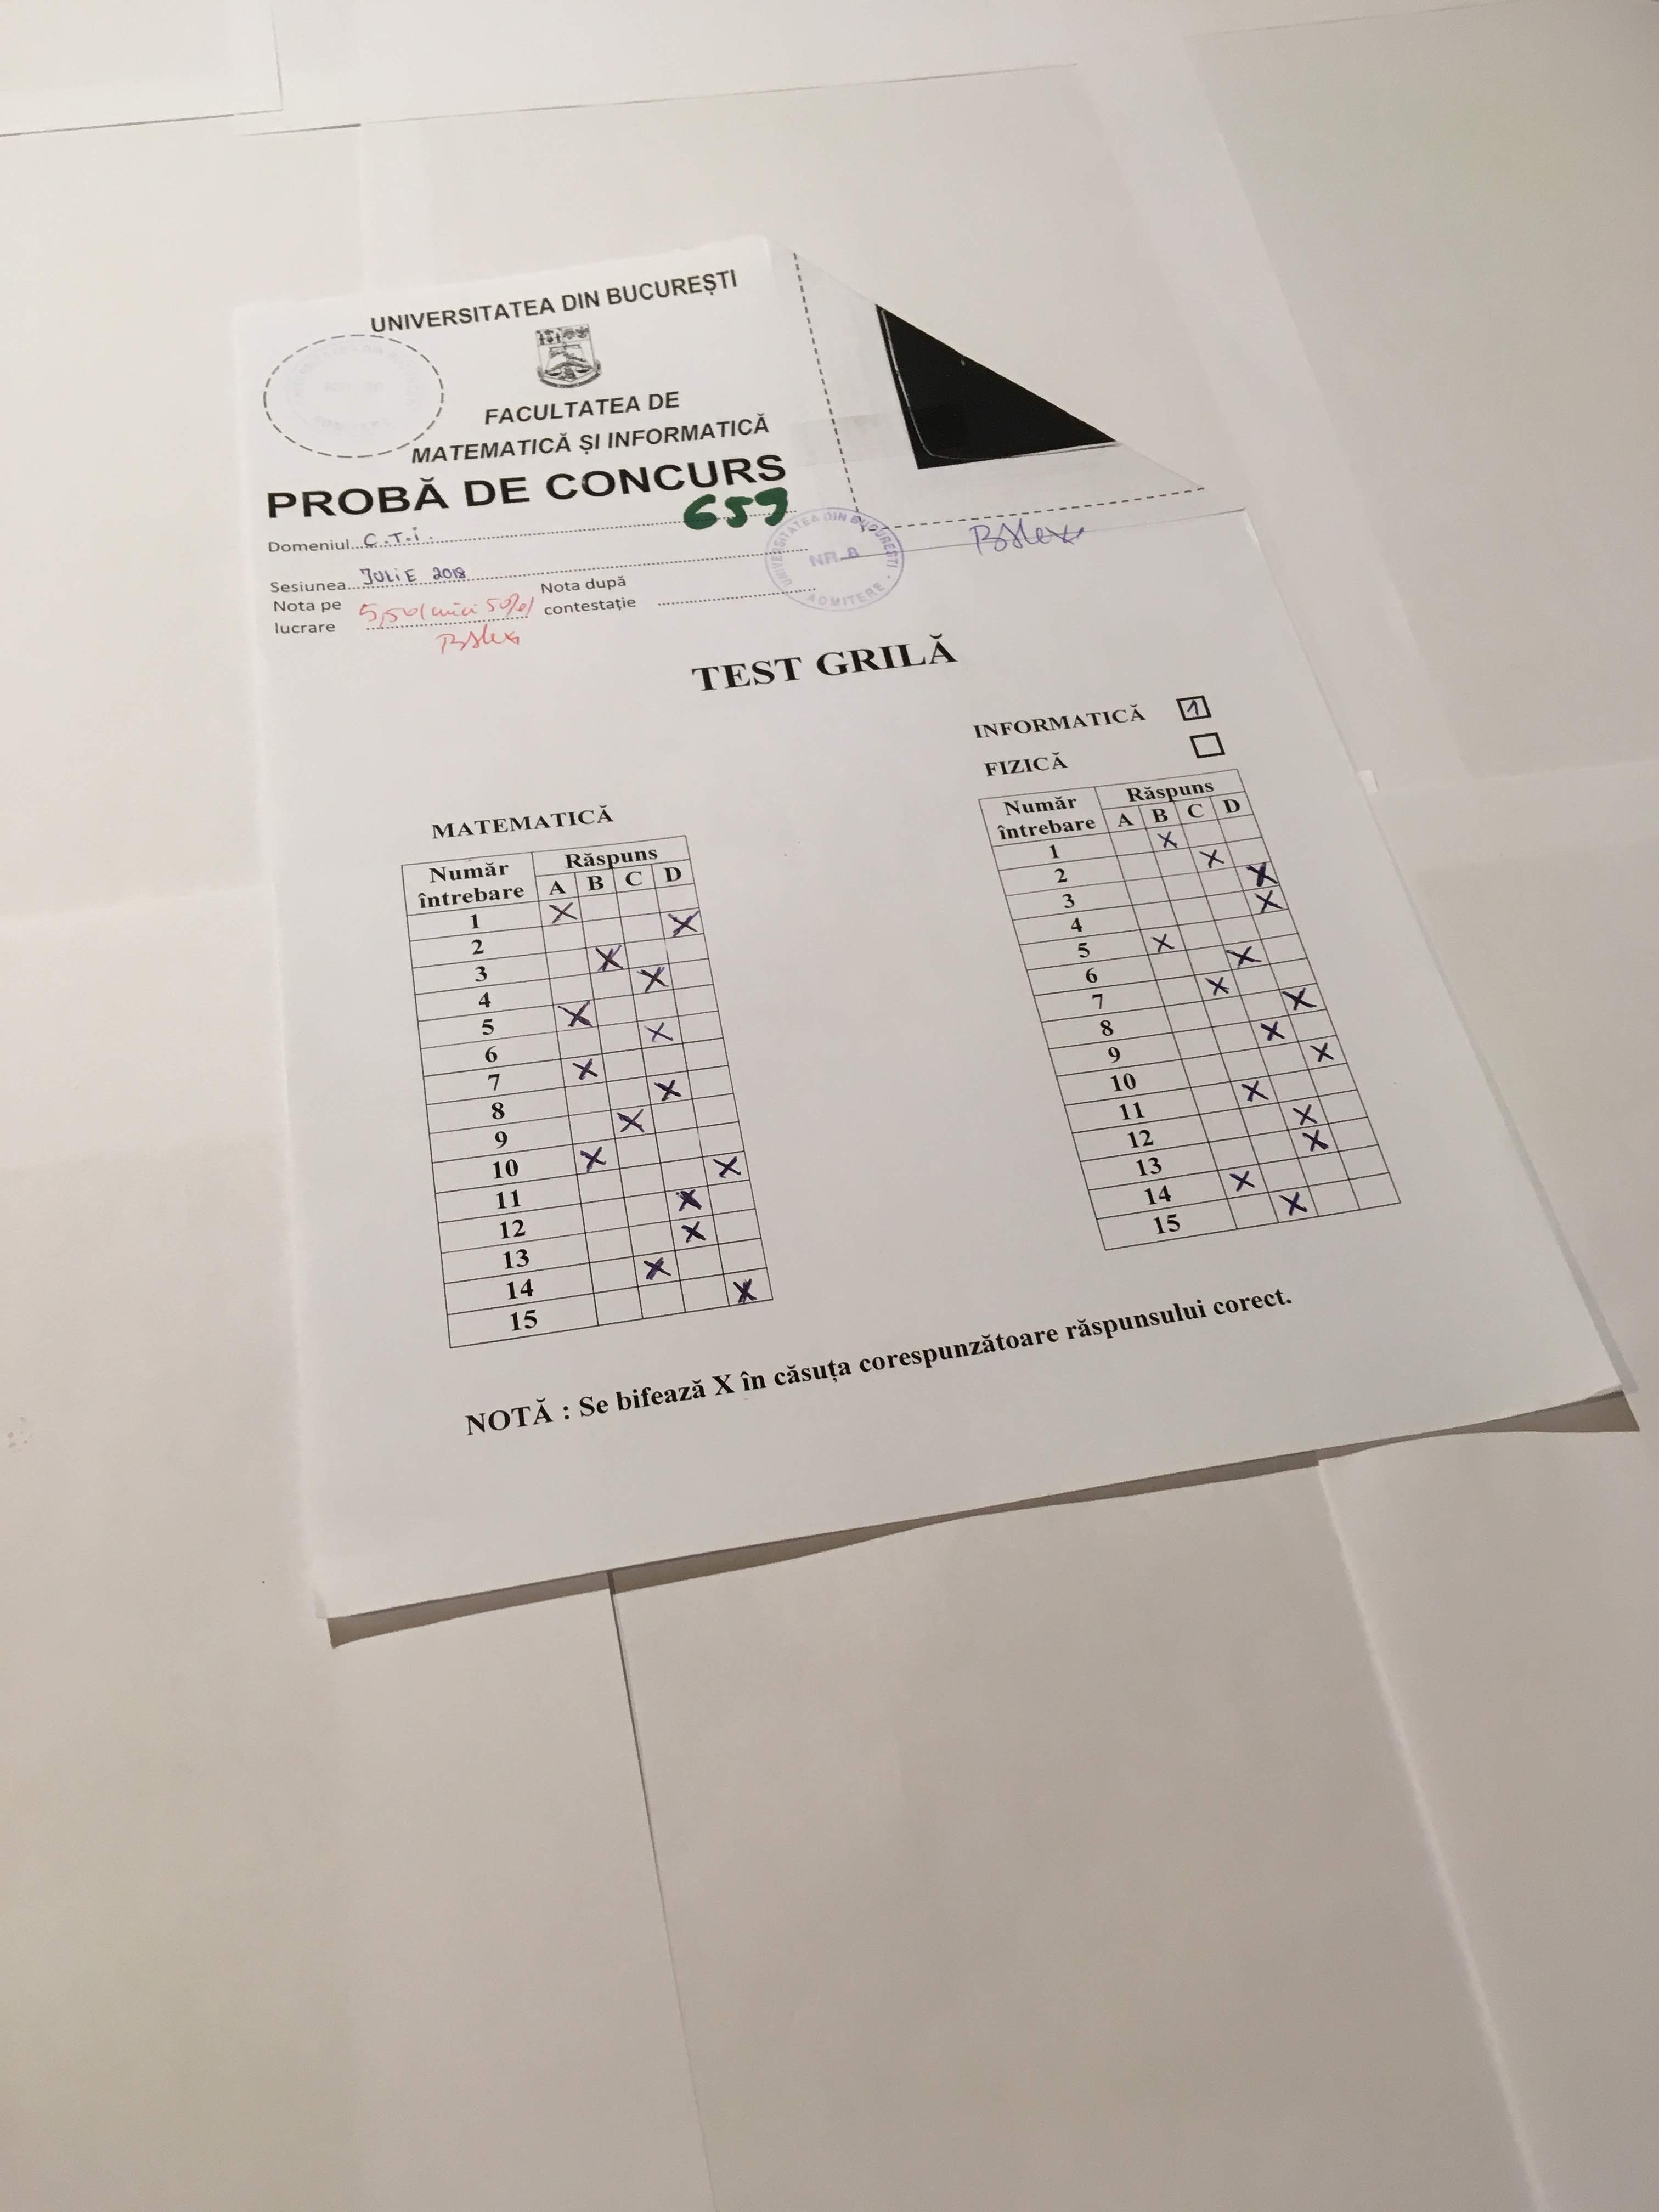 UNIVERSITATEA DIN BUCUREȘTI
FACULTATEA DE
MATEMATICĂ ȘI INFORMATICĂ
PROBĂ DE CONCURS
659
Domeniul C.T.i.
Sesiunea JULIE 2018
Nota pe lucrare 5,50 (cinci 50%)
Nota după contestație
UNIVERSITATEA DIN BUCUREȘTI
NR. 8
ADMITERE
TEST GRILĂ
INFORMATICĂ 1
FIZICĂ
MATEMATICĂ
Număr întrebare Răspuns
A B C D
1 X
2 X
3 X
4 X
5 X
6 X
7 X
8 X
9 X
10 X
11 X
12 X
13 X
14 X
15 X
Număr întrebare Răspuns
A B C D
1 X
2 X
3 X
4 X
5 X
6 X
7 X
8 X
9 X
10 X
11 X
12 X
13 X
14 X
15 X
NOTĂ : Se bifează X în căsuța corespunzătoare răspunsului corect.